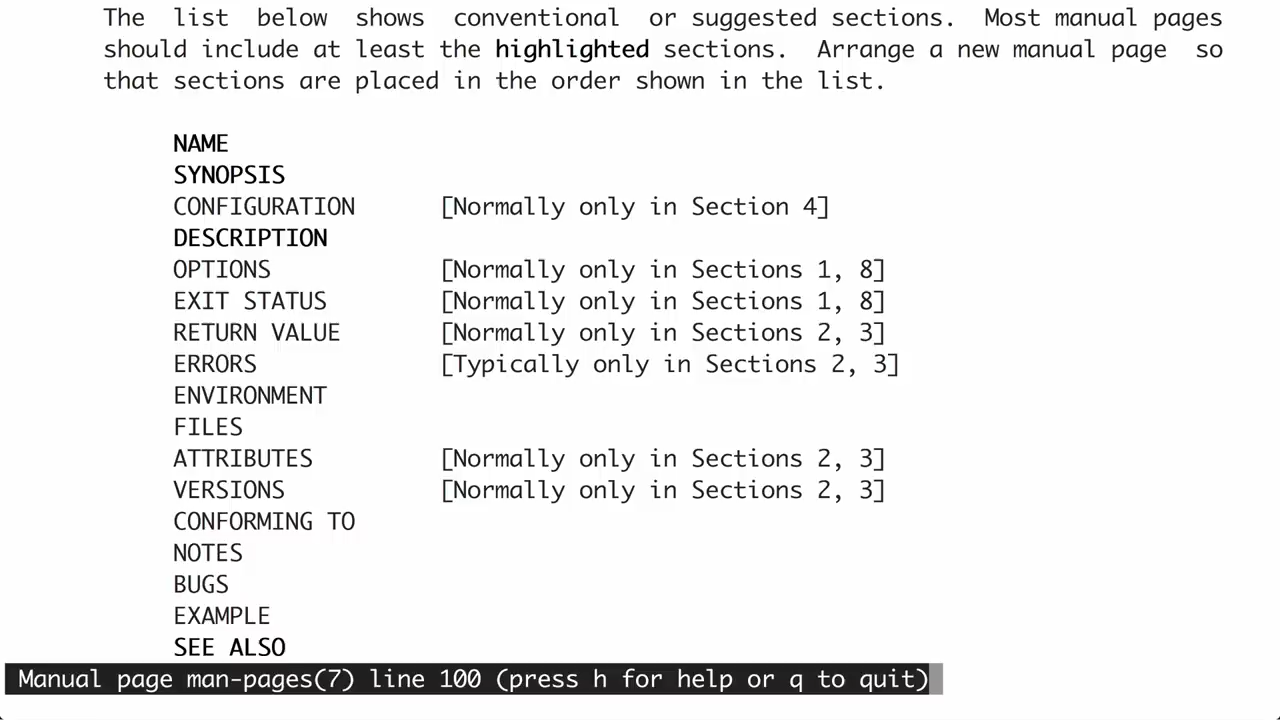 The list below shows conventional or suggested sections. Most manual pages
should include at least the highlighted sections. Arrange a new manual page so
that sections are placed in the order shown in the list.
NAME
SYNOPSIS
CONFIGURATION [Normally only in Section 4]
DESCRIPTION
OPTIONS [Normally only in Sections 1, 8]
EXIT STATUS [Normally only in Sections 1, 8]
RETURN VALUE [Normally only in Sections 2, 3]
ERRORS [Typically only in Sections 2, 3]
ENVIRONMENT
FILES
ATTRIBUTES [Normally only in Sections 2, 3]
VERSIONS [Normally only in Sections 2, 3]
CONFORMING TO
NOTES
BUGS
EXAMPLE
SEE ALSO
Manual page man-pages(7) line 100 (press h for help or q to quit)